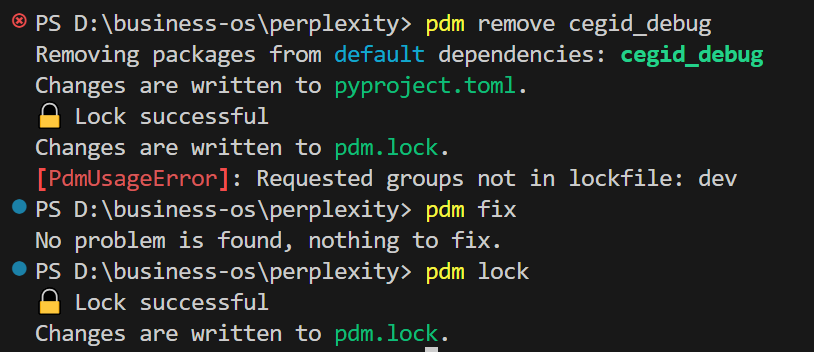 PS D:\business-os\perplexity> pdm remove cegid_debug
Removing packages from default dependencies: cegid_debug
Changes are written to pyproject.toml.
🔒 Lock successful
Changes are written to pdm.lock.
[PdmUsageError]: Requested groups not in lockfile: dev
PS D:\business-os\perplexity> pdm fix
No problem is found, nothing to fix.
PS D:\business-os\perplexity> pdm lock
🔒 Lock successful
Changes are written to pdm.lock.